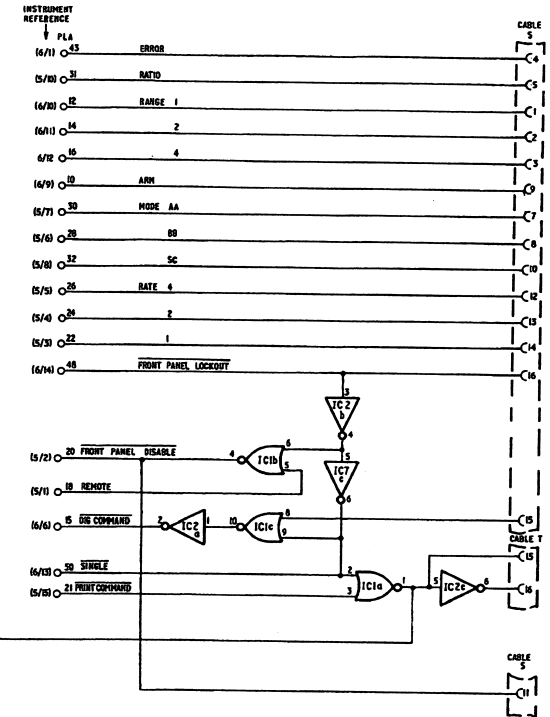 INSTRUMENT
REFERENCE
PLA
CABLE
S
(6/1) 43 ERROR 4
(5/10) 31 RATIO 5
(6/10) 12 RANGE 1 1
(6/11) 14 2 2
6/12 16 4 3
(6/9) 10 ARM 9
(5/7) 30 MODE AA 7
(5/6) 28 BB 8
(5/8) 32 SC 10
(5/5) 26 RATE 4 12
(5/4) 24 2 13
(5/3) 22 1 14
(6/14) 48 FRONT PANEL LOCKOUT 16
3
IC2
b
4
(5/2) 20 FRONT PANEL DISABLE 4 IC1b 6
5
5
IC7
c
6
(5/1) 18 REMOTE
(6/6) 15 DIG COMMAND 2 IC2 1 10 IC1c 8 15
a
9
CABLE T
15
(6/13) 50 SINGLE 2
IC1a 1 5 IC2c 6 16
(5/15) 21 PRINT COMMAND 3
CABLE
S
11